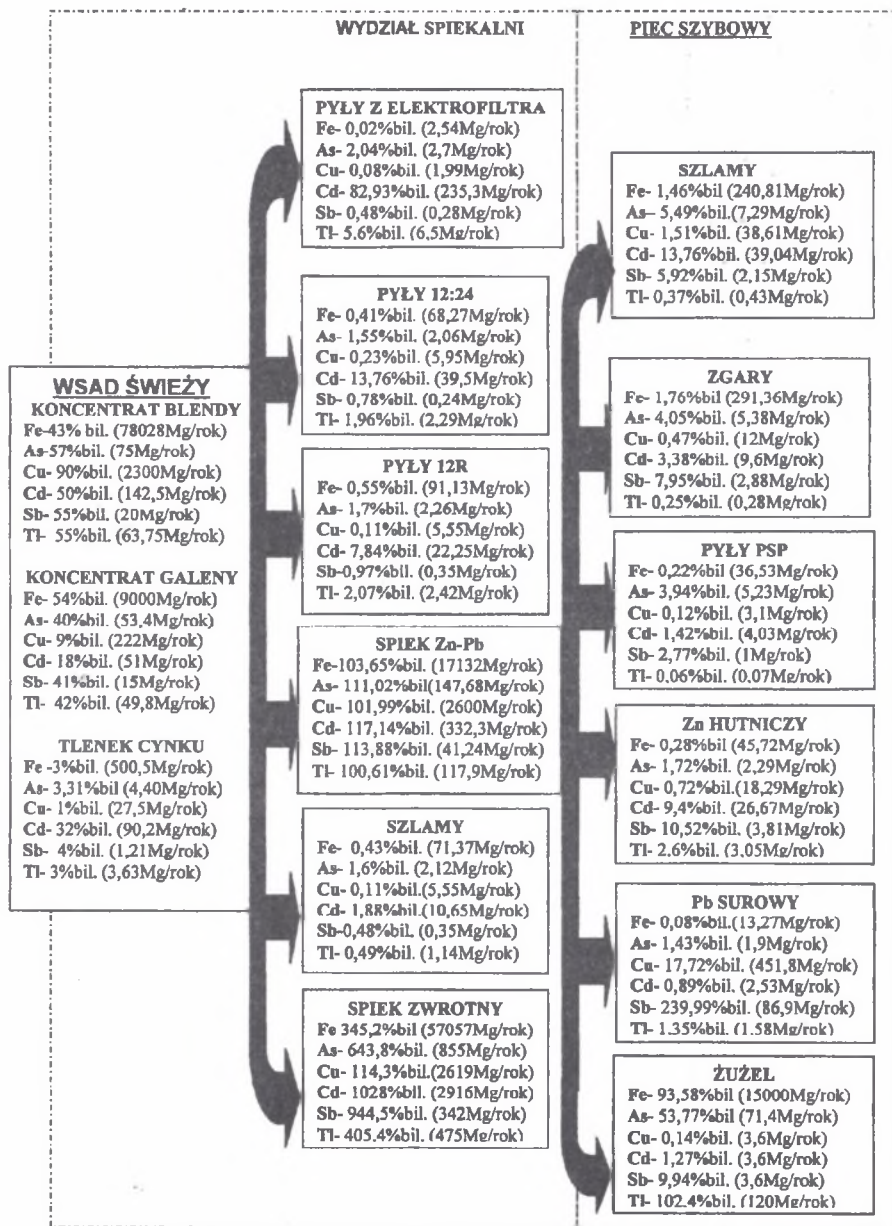 WYDZIAŁ SPIEKALNI
PIEC SZYBOWY
WSAD ŚWIEŻY
KONCENTRAT BLENDY
Fe-43% bil. (78028Mg/rok)
As-57%bil. (75Mg/rok)
Cu- 90%bil. (2300Mg/rok)
Cd- 50%bil. (142,5Mg/rok)
Sb- 55%bil. (20Mg/rok)
Tl- 55%bil. (63,75Mg/rok)
KONCENTRAT GALENY
Fe- 54%bil. (9000Mg/rok)
As- 40%bil. (53,4Mg/rok)
Cu- 9%bil. (222Mg/rok)
Cd- 18%bil. (51Mg/rok)
Sb- 41%bil. (15Mg/rok)
Tl- 42%bil. (49,8Mg/rok)
TLENEK CYNKU
Fe -3%bil. (500,5Mg/rok)
As- 3,31%bil (4,40Mg/rok)
Cu- 1%bil. (27,5Mg/rok)
Cd- 32%bil. (90,2Mg/rok)
Sb- 4%bil. (1,21Mg/rok)
Tl- 3%bil. (3,63Mg/rok)
PYŁY Z ELEKTROFILTRA
Fe- 0,02%bil. (2,54Mg/rok)
As- 2,04%bil. (2,7Mg/rok)
Cu- 0,08%bil. (1,99Mg/rok)
Cd- 82,93%bil. (235,3Mg/rok)
Sb- 0,48%bil. (0,28Mg/rok)
Tl- 5,6%bil. (6,5Mg/rok)
PYŁY 12:24
Fe- 0,41%bil. (68,27Mg/rok)
As- 1,55%bil. (2,06Mg/rok)
Cu- 0,23%bil. (5,95Mg/rok)
Cd- 13,76%bil. (39,5Mg/rok)
Sb- 0,78%bil. (0,24Mg/rok)
Tl- 1,96%bil. (2,29Mg/rok)
PYŁY 12R
Fe- 0,55%bil. (91,13Mg/rok)
As- 1,7%bil. (2,26Mg/rok)
Cu- 0,11%bil. (5,55Mg/rok)
Cd- 7,84%bil. (22,25Mg/rok)
Sb-0,97%bil. (0,35Mg/rok)
Tl- 2,07%bil. (2,42Mg/rok)
SPIEK Zn-Pb
Fe-103,65%bil. (17132Mg/rok)
As- 111,02%bil(147,68Mg/rok)
Cu- 101,99%bil. (2600Mg/rok)
Cd- 117,14%bil. (332,3Mg/rok)
Sb- 113,88%bil. (41,24Mg/rok)
Tl- 100,61%bil. (117,9Mg/rok)
SZLAMY
Fe- 0,43%bil. (71,37Mg/rok)
As- 1,6%bil. (2,12Mg/rok)
Cu- 0,11%bil.(5,55Mg/rok)
Cd- 1,88%bil.(10,65Mg/rok)
Sb-0,48%bil. (0,35Mg/rok)
Tl- 0,49%bil. (1,14Mg/rok)
SPIEK ZWROTNY
Fe 345,2%bil (57057Mg/rok)
As- 643,8%bil. (855Mg/rok)
Cu- 114,3%bil.(2619Mg/rok)
Cd- 1028%bil. (2916Mg/rok)
Sb- 944,5%bil. (342Mg/rok)
Tl- 405,4%bil. (475Mg/rok)
SZLAMY
Fe- 1,46%bil (240,81Mg/rok)
As– 5,49%bil.(7,29Mg/rok)
Cu- 1,51%bil. (38,61Mg/rok)
Cd- 13,76%bil. (39,04Mg/rok)
Sb- 5,92%bil. (2,15Mg/rok)
Tl- 0,37%bil. (0,43Mg/rok)
ZGARY
Fe- 1,76%bil (291,36Mg/rok)
As- 4,05%bil. (5,38Mg/rok)
Cu- 0,47%bil. (12Mg/rok)
Cd- 3,38%bil. (9,6Mg/rok)
Sb- 7,95%bil. (2,88Mg/rok)
Tl- 0,25%bil. (0,28Mg/rok)
PYŁY PSP
Fe- 0,22%bil (36,53Mg/rok)
As- 3,94%bil. (5,23Mg/rok)
Cu- 0,12%bil. (3,1Mg/rok)
Cd- 1,42%bil. (4,03Mg/rok)
Sb- 2,77%bil. (1Mg/rok)
Tl- 0,06%bil. (0,07Mg/rok)
Zn HUTNICZY
Fe- 0,28%bil (45,72Mg/rok)
As- 1,72%bil. (2,29Mg/rok)
Cu- 0,72%bil.(18,29Mg/rok)
Cd- 9,4%bil. (26,67Mg/rok)
Sb- 10,52%bil. (3,81Mg/rok)
Tl- 2,6%bil. (3,05Mg/rok)
Pb SUROWY
Fe- 0,08%bil.(13,27Mg/rok)
As- 1,43%bil. (1,9Mg/rok)
Cu- 17,72%bil. (451,8Mg/rok)
Cd- 0,89%bil. (2,53Mg/rok)
Sb- 239,99%bil. (86,9Mg/rok)
Tl- 1,35%bil. (1,58Mg/rok)
ŻUŻEL
Fe- 93,58%bil (15000Mg/rok)
As- 53,77%bil. (71,4Mg/rok)
Cu- 0,14%bil. (3,6Mg/rok)
Cd- 1,27%bil. (3,6Mg/rok)
Sb- 9,94%bil. (3,6Mg/rok)
Tl- 102,4%bil. (120Mg/rok)